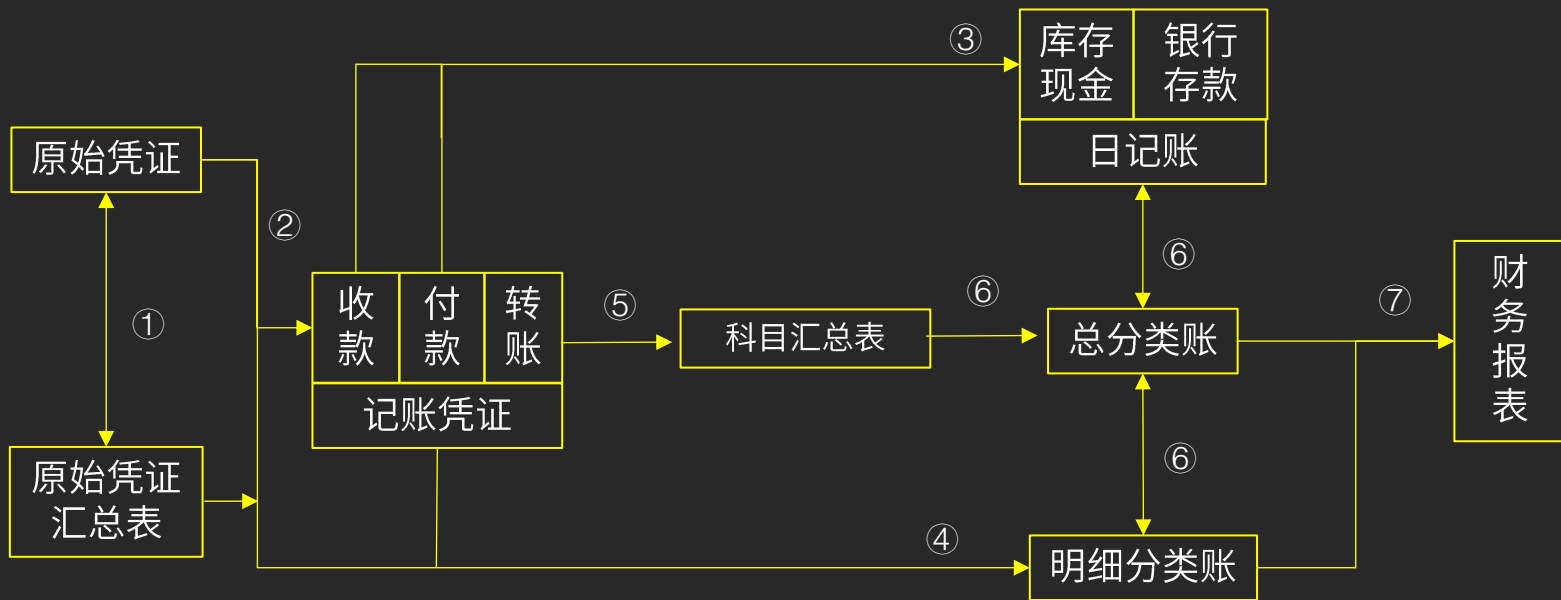 ③
库存
现金
银行
存款
日记账
原始凭证
②
①
⑥
收
款
付
款
转
账
记账凭证
⑤
科目汇总表
⑥
总分类账
⑦
财
务
报
表
原始凭证
汇总表
⑥
④
明细分类账